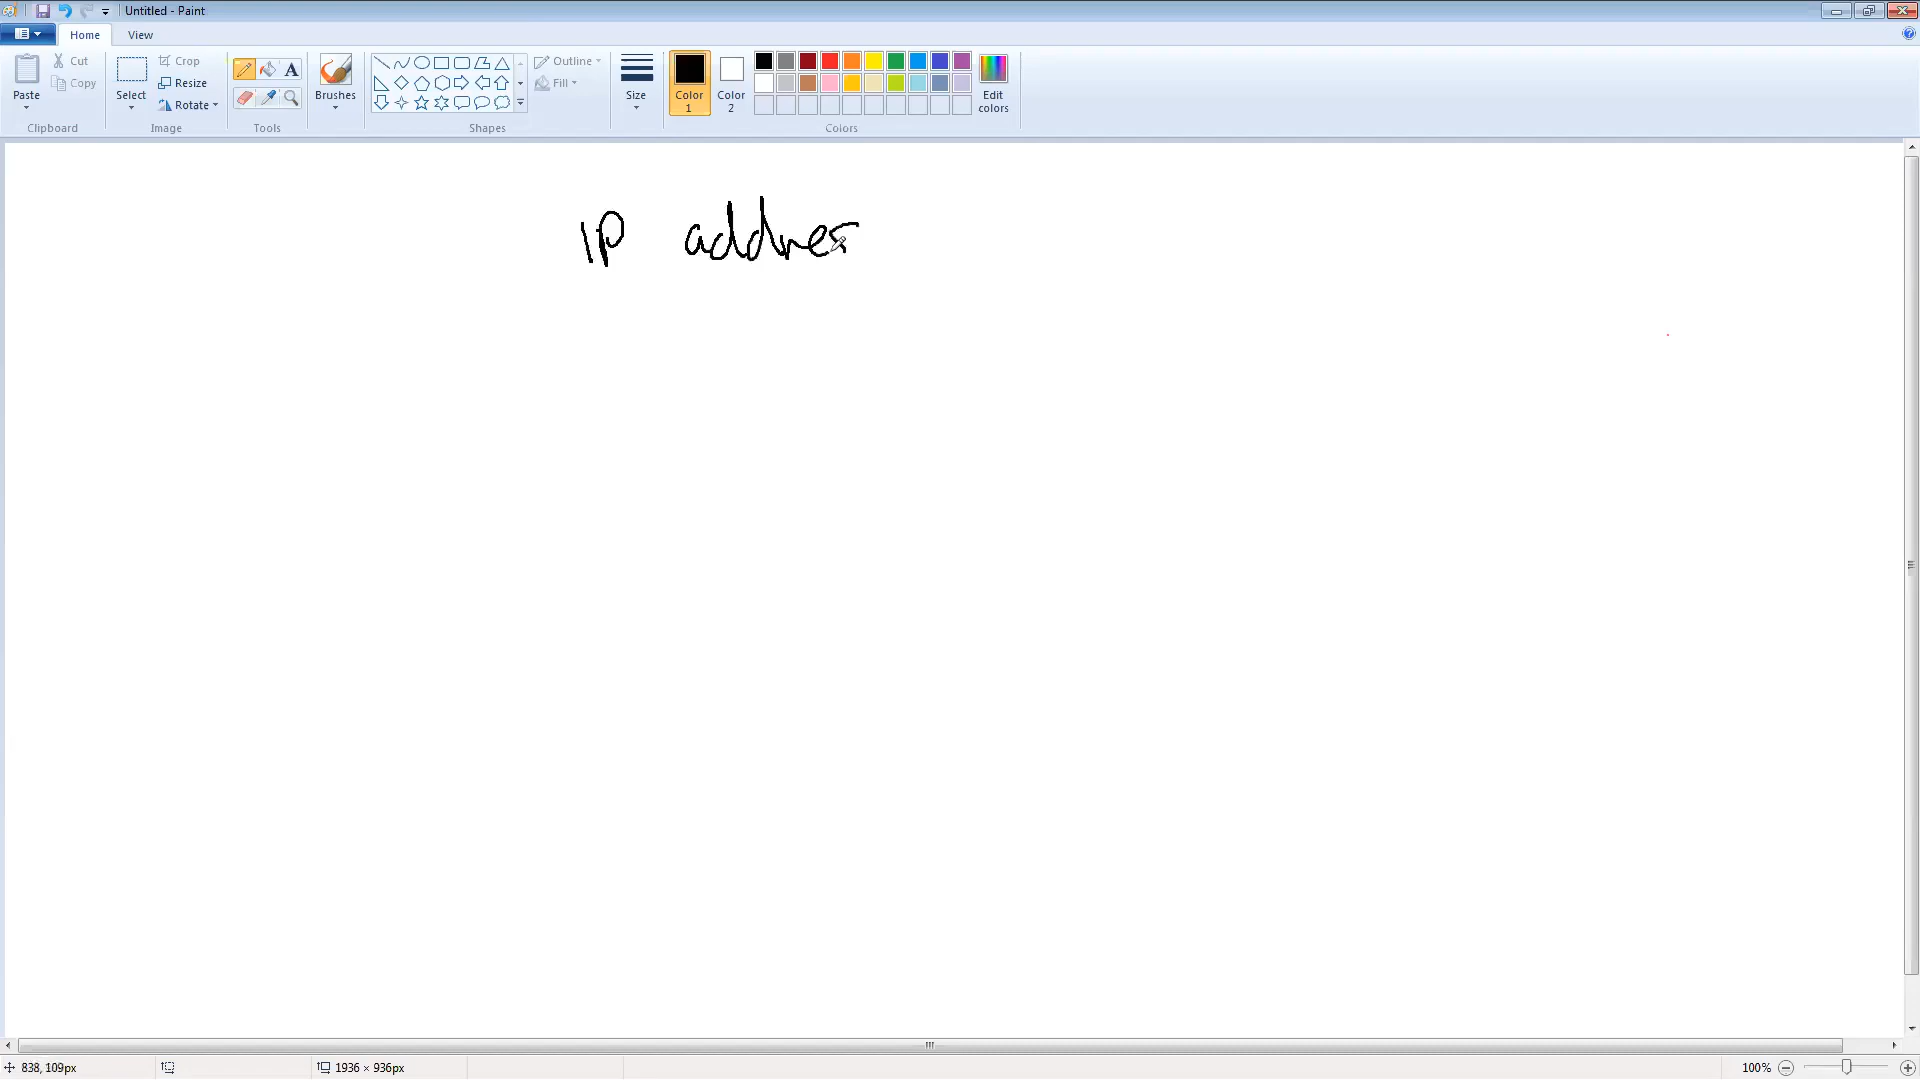 Untitled - Paint
Home View
Paste
Cut
Copy
Clipboard
Select
Crop
Resize
Rotate
Image
Tools
Brushes
Shapes
Outline
Fill
Size
Color 1
Color 2
Edit colors
Colors
IP addres
838, 109px
1936 × 936px
100%